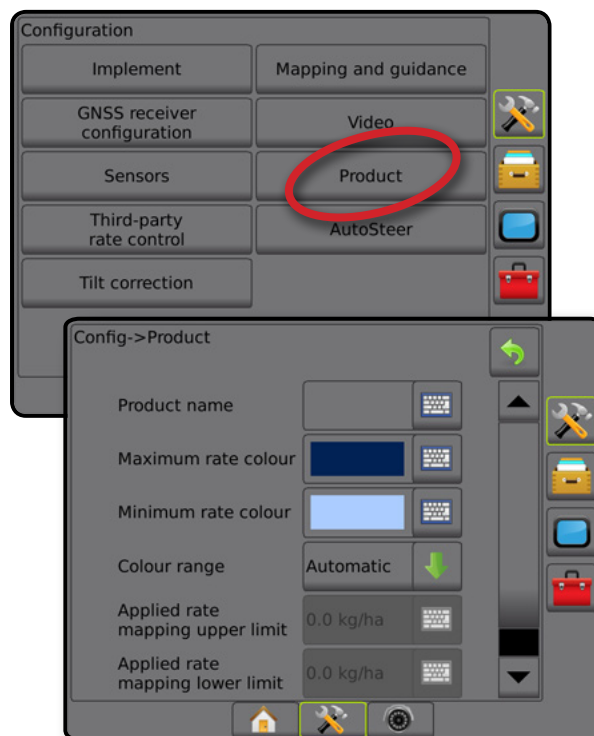 Configuration
Implement
Mapping and guidance
GNSS receiver
configuration
Video
Sensors
Product
Third-party
rate control
AutoSteer
Tilt correction
Config->Product
Product name
Maximum rate colour
Minimum rate colour
Colour range
Automatic
Applied rate
mapping upper limit
0.0 kg/ha
Applied rate
mapping lower limit
0.0 kg/ha